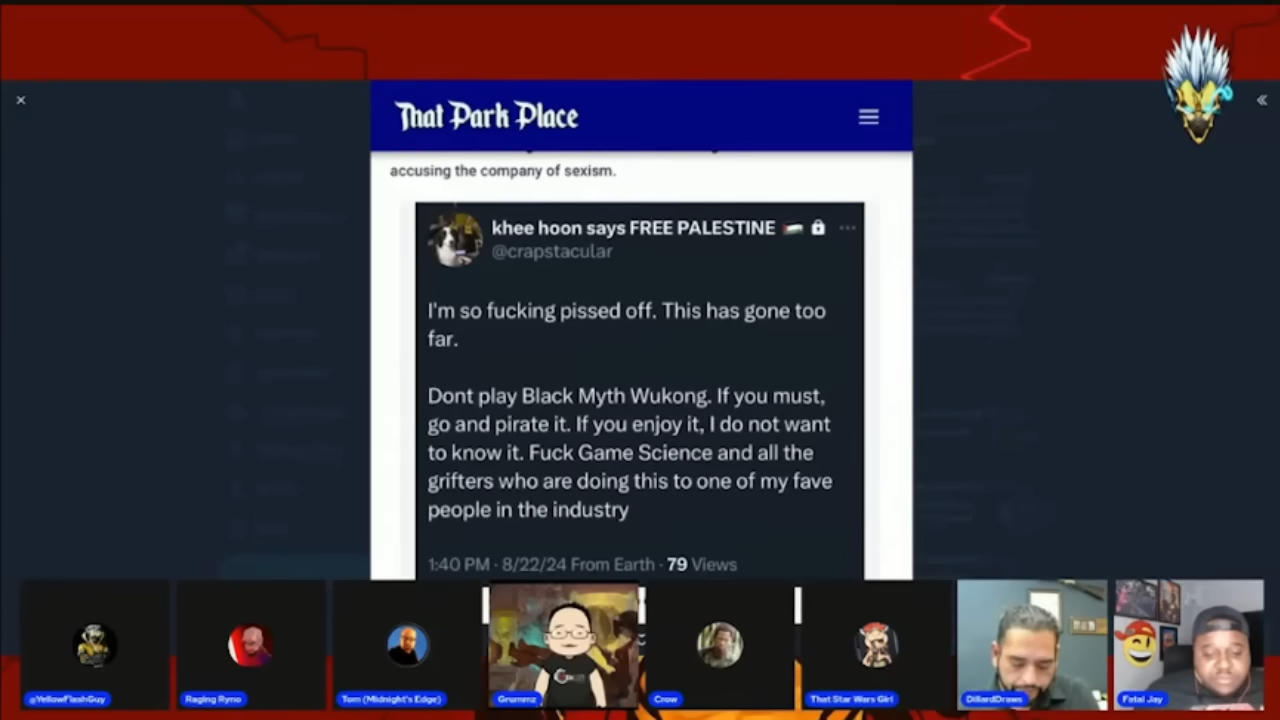 That Park Place
accusing the company of sexism.
khee hoon says FREE PALESTINE
@crapstacular
I'm so fucking pissed off. This has gone too
far.
Dont play Black Myth Wukong. If you must,
go and pirate it. If you enjoy it, I do not want
to know it. Fuck Game Science and all the
grifters who are doing this to one of my fave
people in the industry
1:40 PM · 8/22/24 From Earth · 79 Views
@YellowFlashGuy
Raging Ryno
Tom (Midnight's Edge)
Grummz
Crow
That Star Wars Girl
DillardDraws
Fatal Jay